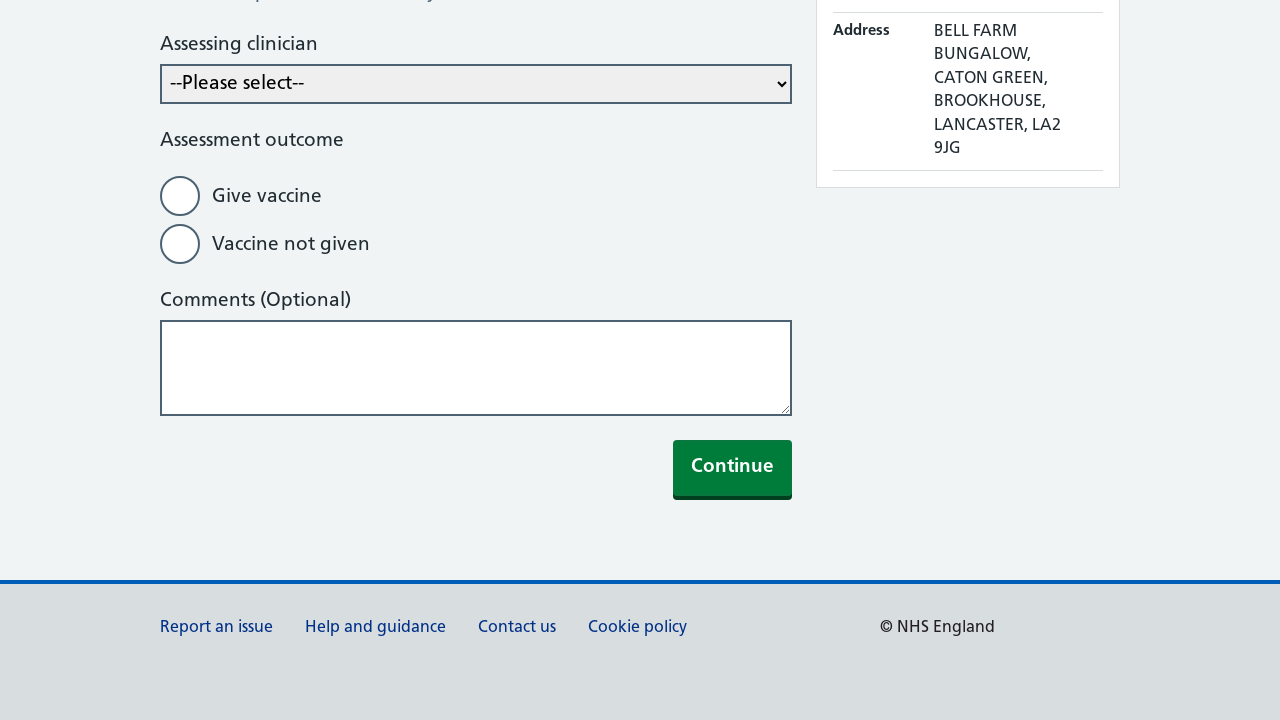 Assessing clinician
--Please select--
Assessment outcome
Give vaccine
Vaccine not given
Comments (Optional)
Continue
Address
BELL FARM
BUNGALOW,
CATON GREEN,
BROOKHOUSE,
LANCASTER, LA2
9JG
Report an issue
Help and guidance
Contact us
Cookie policy
© NHS England